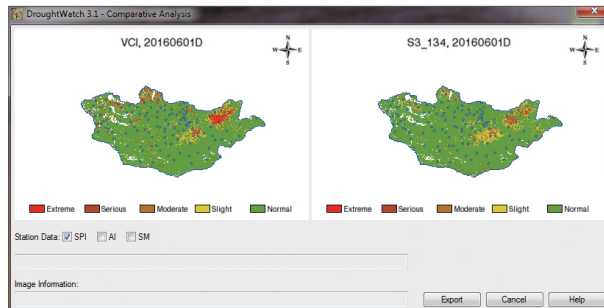 DroughtWatch 3.1 - Comparative Analysis
VCI, 20160601D
N
W E
S
Extreme Serious Moderate Slight Normal
S3_134, 20160601D
N
W E
S
Extreme Serious Moderate Slight Normal
Station Data: SPI AI SM
Image Information:
Export Cancel Help